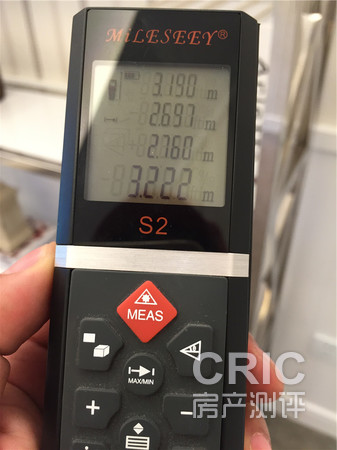 MiLESEEY®
3.190 m
2.697 m
2.760 m
3.222 m
S2
MEAS
MAX/MIN
+
−
CRIC
房产测评